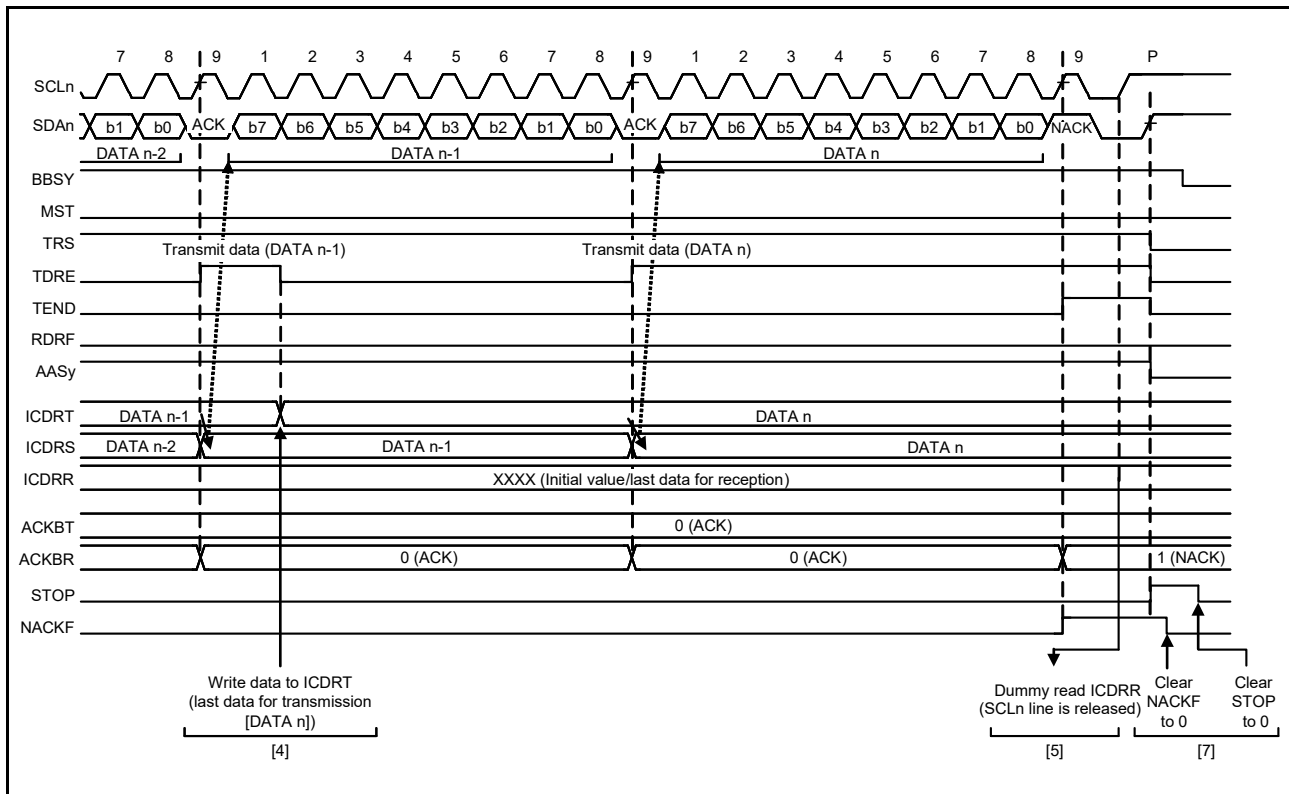 7 8 9 1 2 3 4 5 6 7 8 9 1 2 3 4 5 6 7 8 9 P
SCLn
SDAn b1 b0 ACK b7 b6 b5 b4 b3 b2 b1 b0 ACK b7 b6 b5 b4 b3 b2 b1 b0 NACK
DATA n-2 DATA n-1 DATA n
BBSY
MST
TRS
Transmit data (DATA n-1) Transmit data (DATA n)
TDRE
TEND
RDRF
AASy
ICDRT DATA n-1 DATA n
ICDRS DATA n-2 DATA n-1 DATA n
ICDRR XXXX (Initial value/last data for reception)
ACKBT 0 (ACK)
ACKBR 0 (ACK) 0 (ACK) 1 (NACK)
STOP
NACKF
Write data to ICDRT
(last data for transmission
[DATA n])
[4]
Dummy read ICDRR
(SCLn line is released)
[5]
Clear
NACKF
to 0
Clear
STOP
to 0
[7]